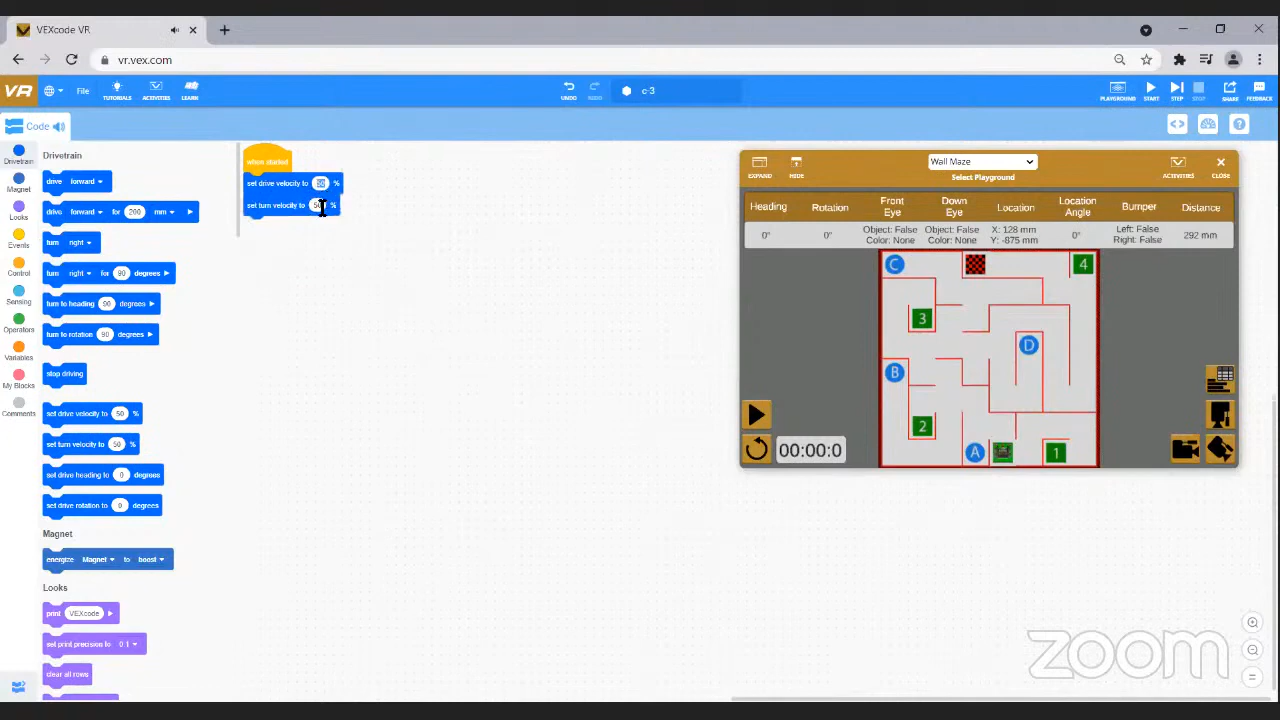 VEXcode VR
vr.vex.com
VR
File
TUTORIALS
ACTIVITIES
LEARN
UNDO
REDO
c-3
PLAYGROUND
START
STEP
STOP
SHARE
FEEDBACK
Code
Drivetrain
Magnet
Looks
Events
Control
Sensing
Operators
Variables
My Blocks
Comments
Drivetrain
drive forward
drive forward for 200 mm
turn right
turn right for 90 degrees
turn to heading 90 degrees
turn to rotation 90 degrees
stop driving
set drive velocity to 50 %
set turn velocity to 50 %
set drive heading to 0 degrees
set drive rotation to 0 degrees
Magnet
energize Magnet to boost
Looks
print VEXcode
set print precision to 0.1
clear all rows
when started
set drive velocity to 50 %
set turn velocity to 50 %
EXPAND
HIDE
Wall Maze
Select Playground
ACTIVITIES
CLOSE
Heading Rotation Front Eye Down Eye Location Location Angle Bumper Distance
0° 0° Object: False Color: None Object: False Color: None X: 128 mm Y: -875 mm 0° Left: False Right: False 292 mm
C
4
3
D
B
2
A
1
00:00:0
zoom